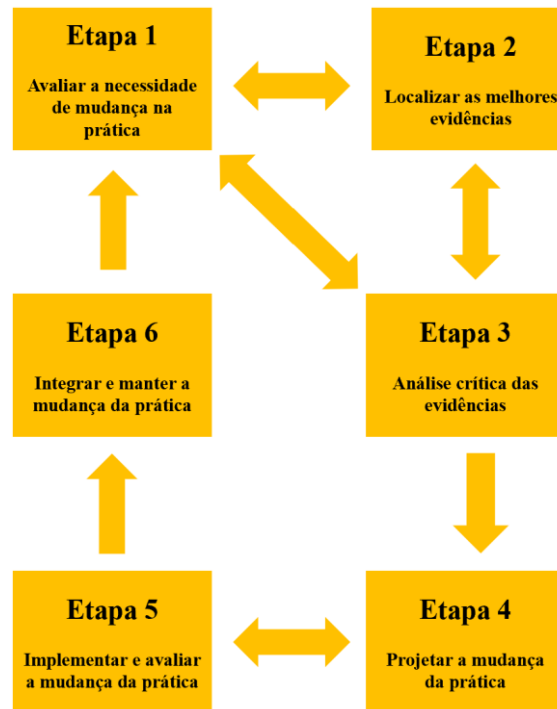 Etapa 1
Avaliar a necessidade
de mudança na
prática
Etapa 2
Localizar as melhores
evidências
Etapa 6
Integrar e manter a
mudança da prática
Etapa 3
Análise crítica das
evidências
Etapa 5
Implementar e avaliar
a mudança da prática
Etapa 4
Projetar a mudança
da prática